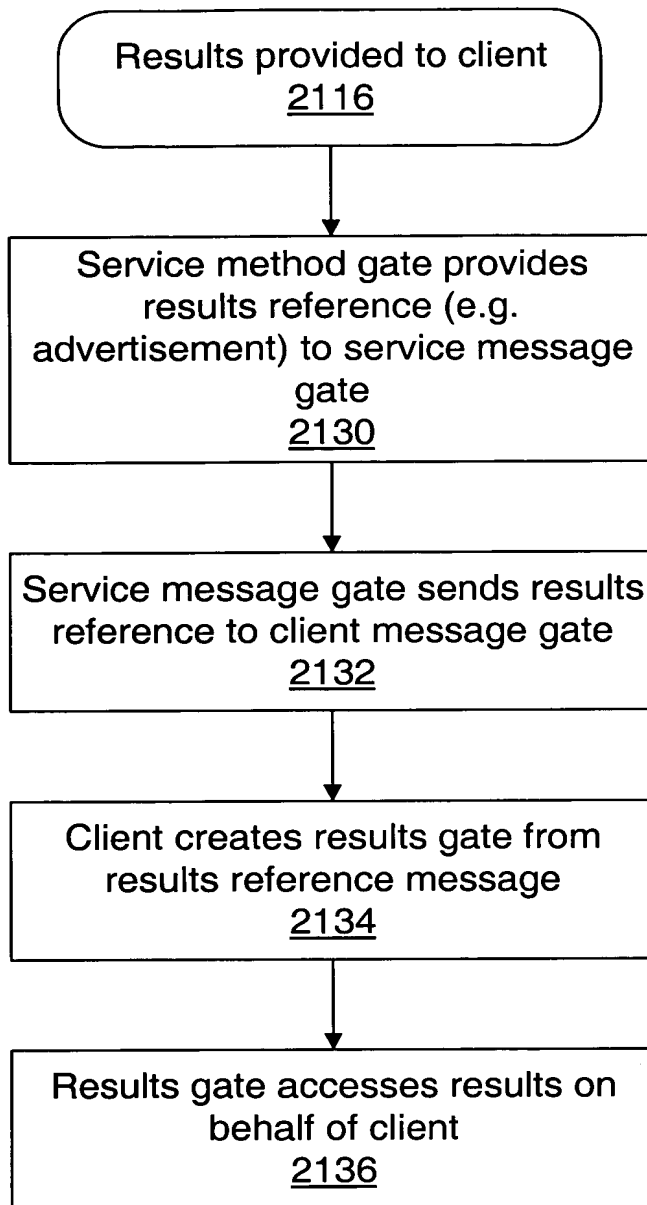 Results provided to client
2116
Service method gate provides
results reference (e.g.
advertisement) to service message
gate
2130
Service message gate sends results
reference to client message gate
2132
Client creates results gate from
results reference message
2134
Results gate accesses results on
behalf of client
2136